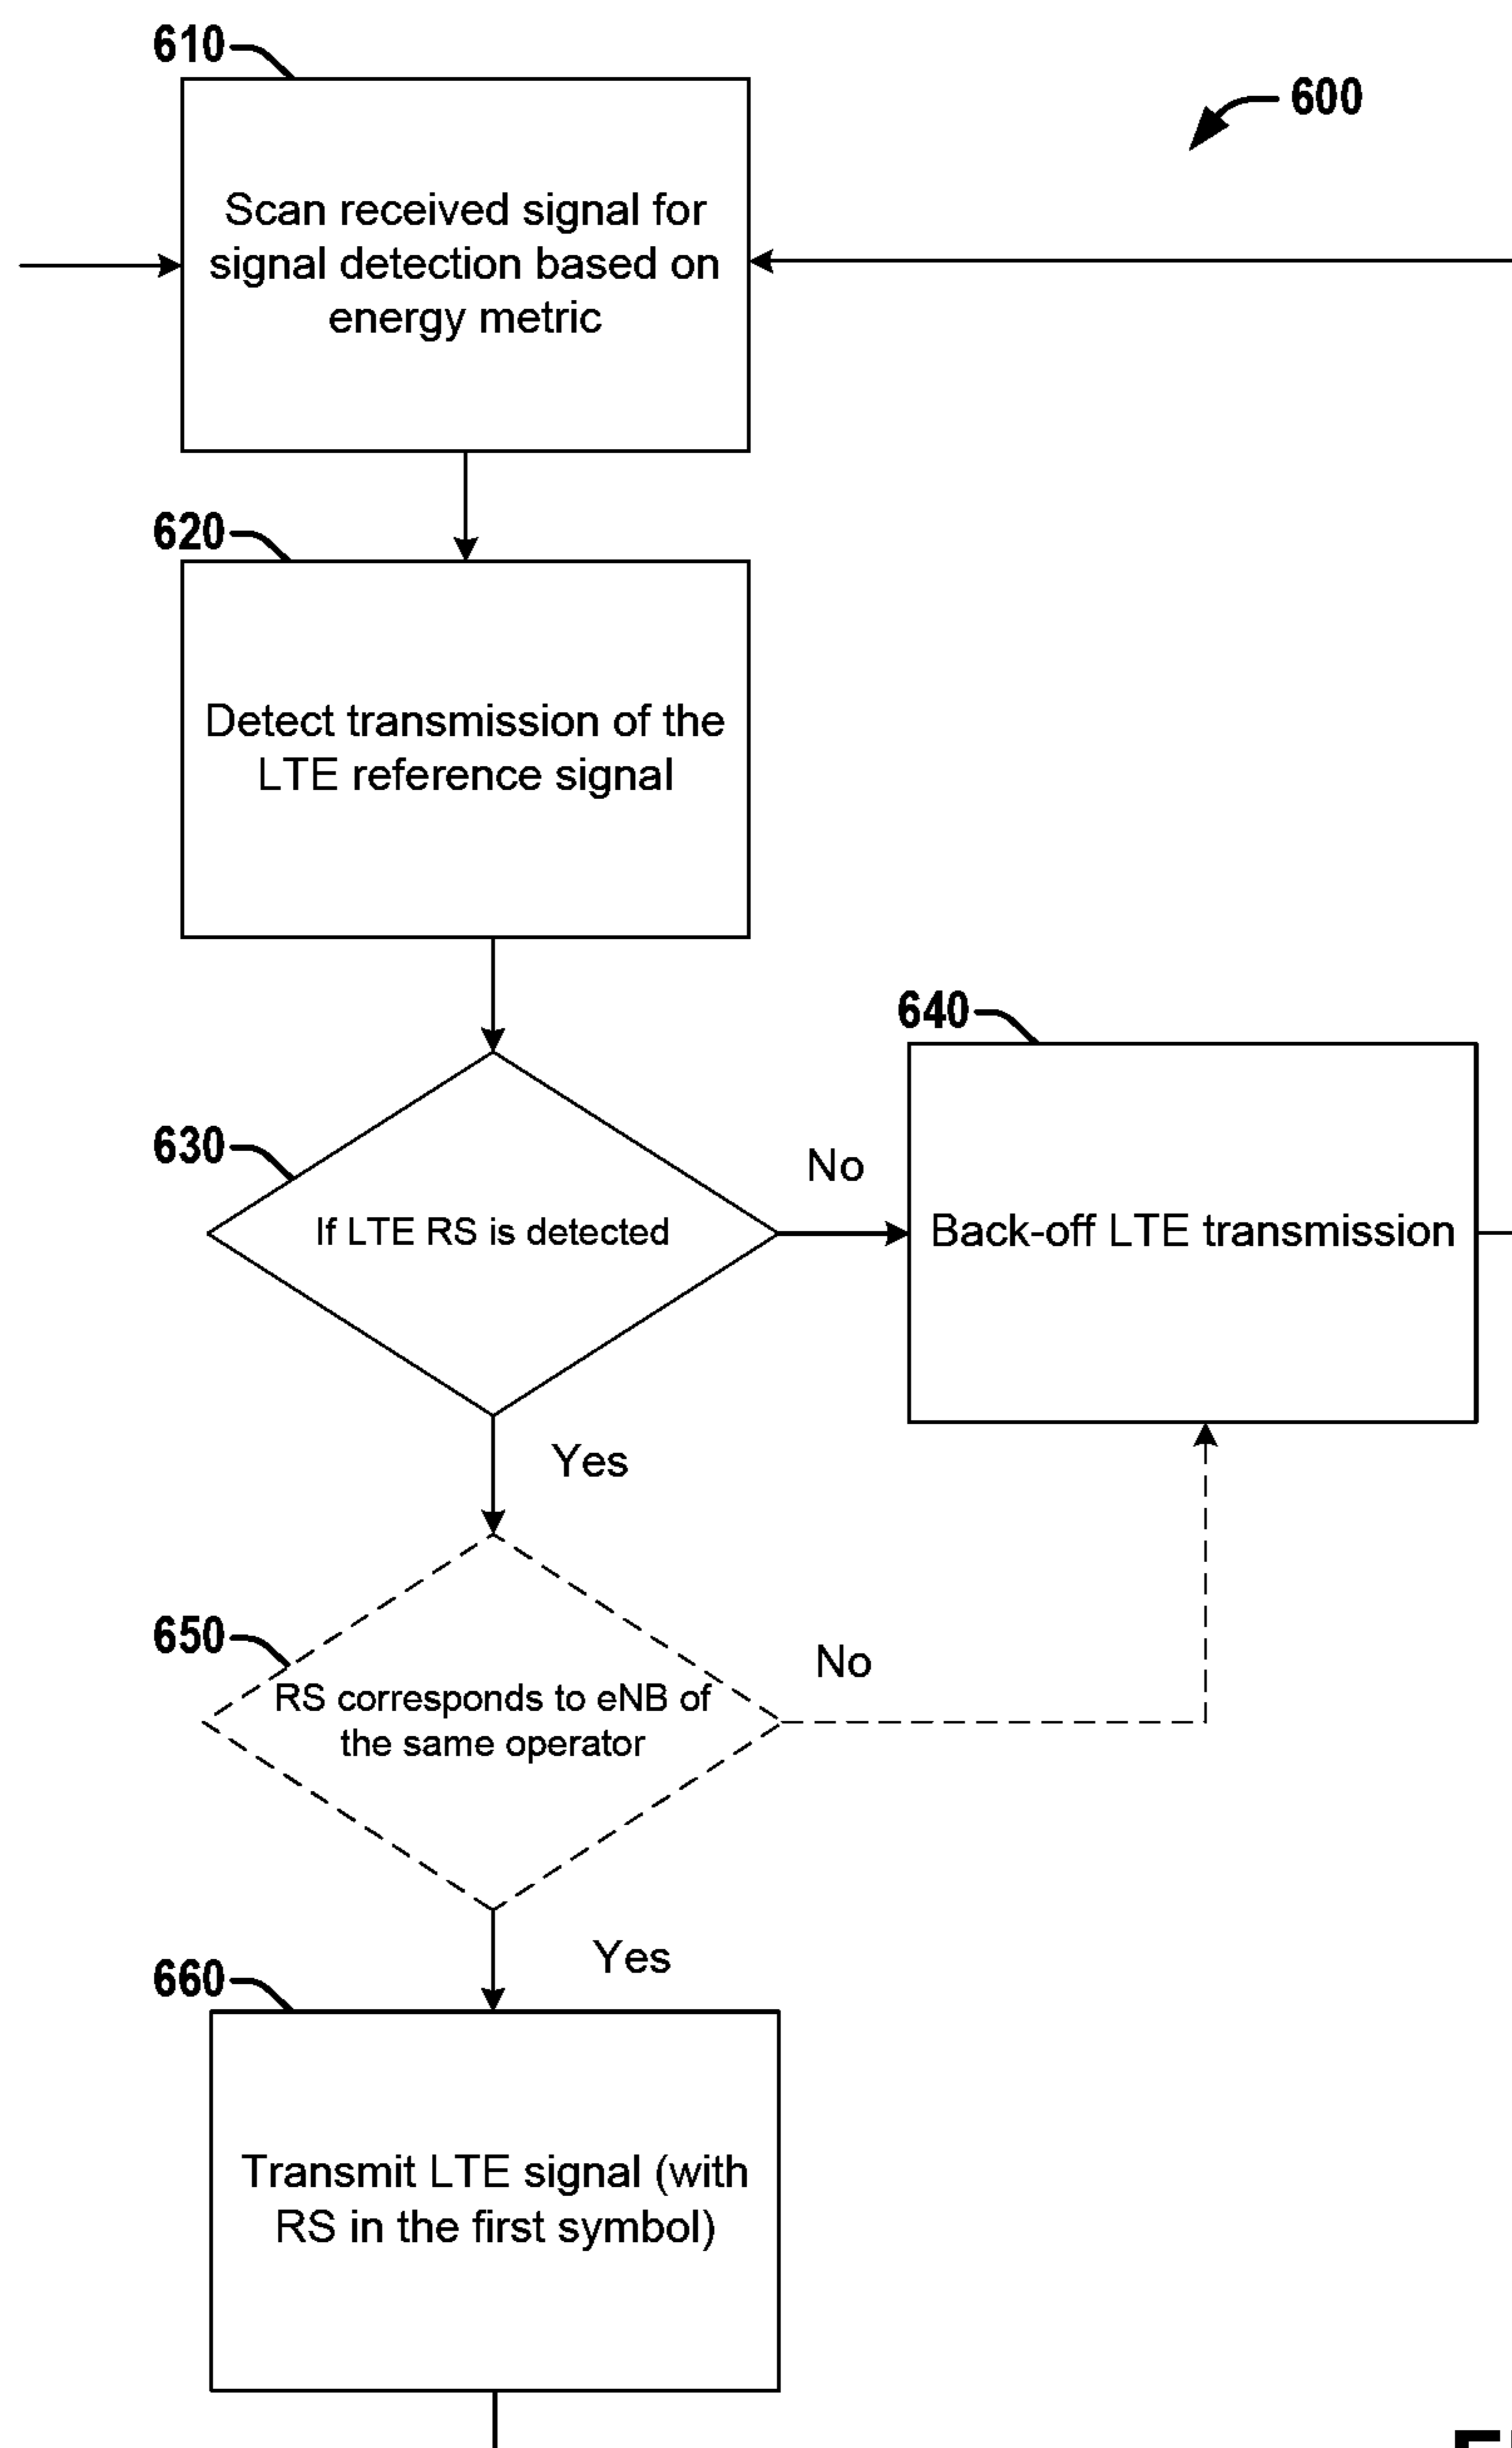 610
600
Scan received signal for
signal detection based on
energy metric
620
Detect transmission of the
LTE reference signal
640
630
No
If LTE RS is detected
Back-off LTE transmission
Yes
650
No
RS corresponds to eNB of
the same operator
Yes
660
Transmit LTE signal (with
RS in the first symbol)